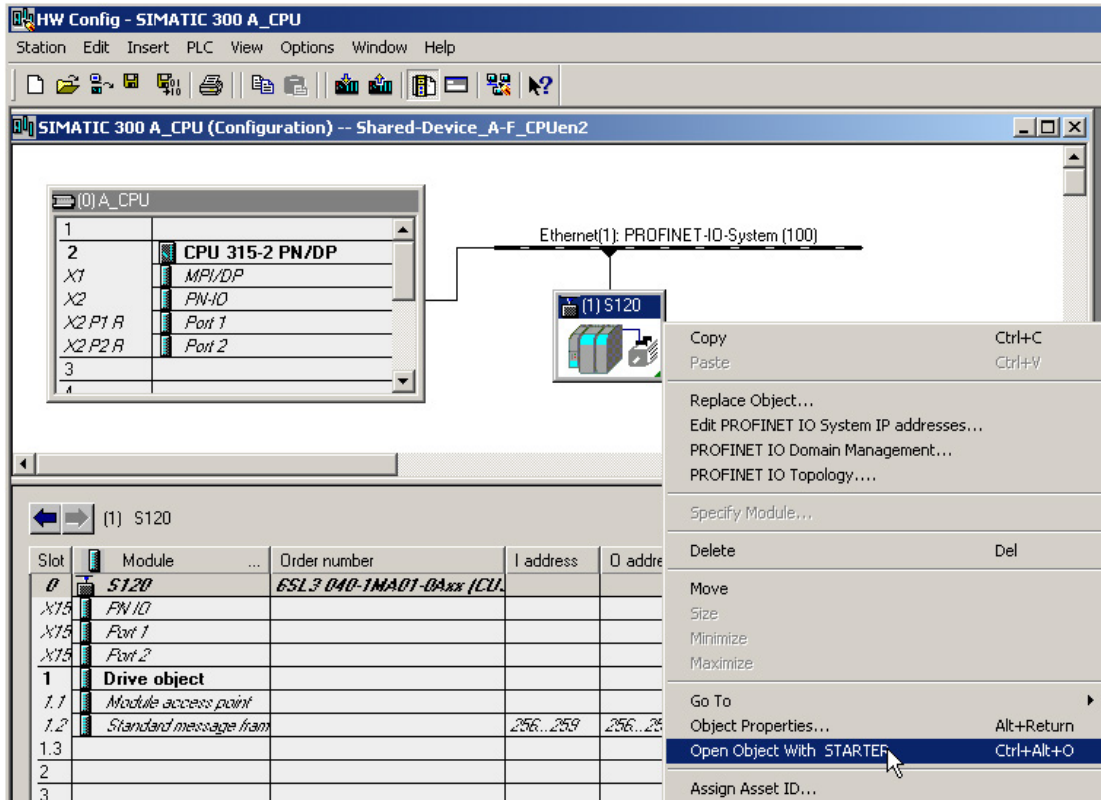 HW Config - SIMATIC 300 A_CPU
Station Edit Insert PLC View Options Window Help
SIMATIC 300 A_CPU (Configuration) -- Shared-Device_A-F_CPUen2
(0) A_CPU
1
2 CPU 315-2 PN/DP
X1 MPI/DP
X2 PN-IO
X2 P1 R Port 1
X2 P2 R Port 2
3
Ethernet(1): PROFINET-IO-System (100)
(1) S120
Copy Ctrl+C
Paste Ctrl+V
Replace Object...
Edit PROFINET IO System IP addresses...
PROFINET IO Domain Management...
PROFINET IO Topology....
Specify Module...
Delete Del
Move
Size
Minimize
Maximize
Go To
Object Properties... Alt+Return
Open Object With STARTER Ctrl+Alt+O
Assign Asset ID...
(1) S120
Slot Module ... Order number I address O addre
0 S120 6SL3 040-1MA01-0Axx (CU.
X15 PN IO
X15 Port 1
X15 Port 2
1 Drive object
1.1 Module access point
1.2 Standard message fram 256...259 256...25
1.3
2
3